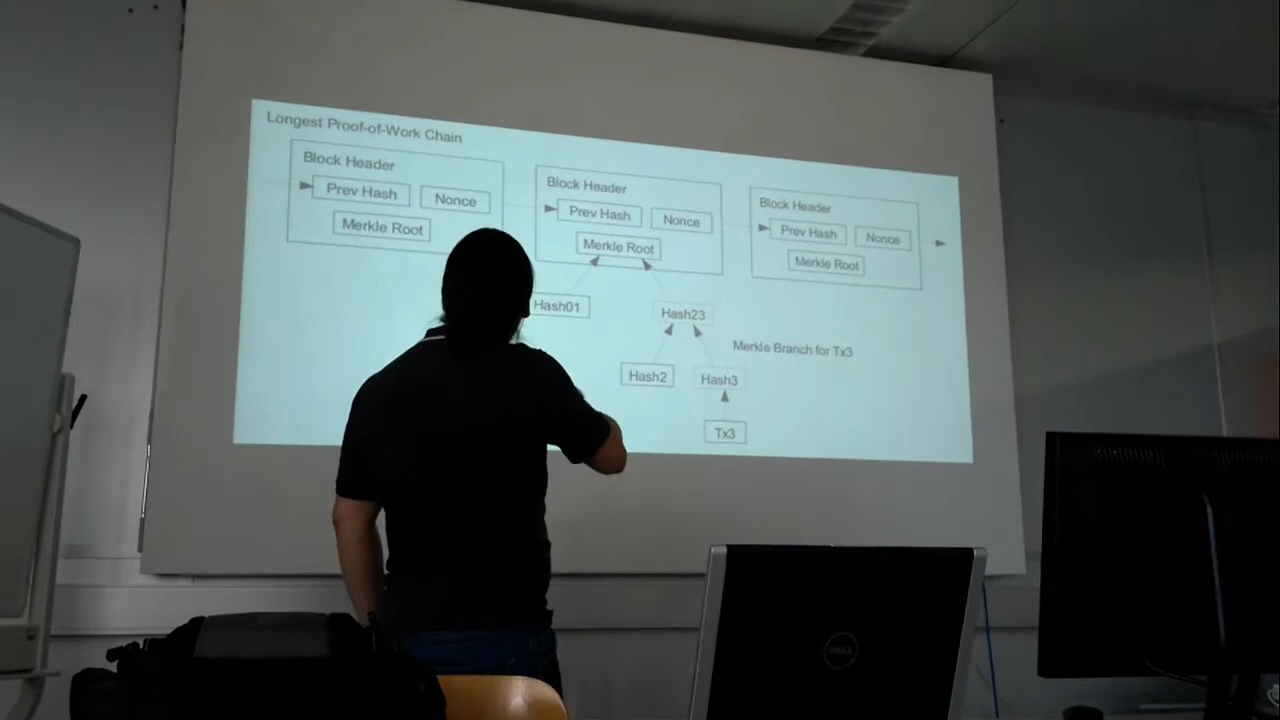 Longest Proof-of-Work Chain
Block Header
Prev Hash
Nonce
Merkle Root
Block Header
Prev Hash
Nonce
Merkle Root
Block Header
Prev Hash
Nonce
Merkle Root
Hash01
Hash23
Merkle Branch for Tx3
Hash2
Hash3
Tx3
DELL